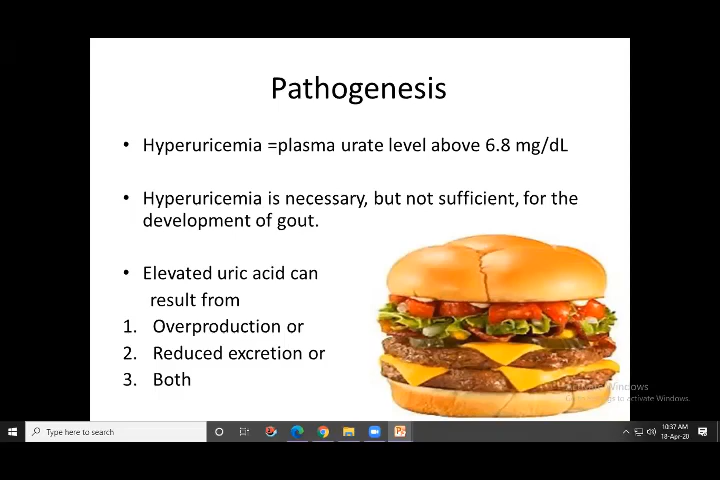 Pathogenesis
• Hyperuricemia =plasma urate level above 6.8 mg/dL
• Hyperuricemia is necessary, but not sufficient, for the
development of gout.
• Elevated uric acid can
result from
1. Overproduction or
2. Reduced excretion or
3. Both
Activate Windows
to activate Windows.
Type here to search
10:37 AM
18-Apr-20